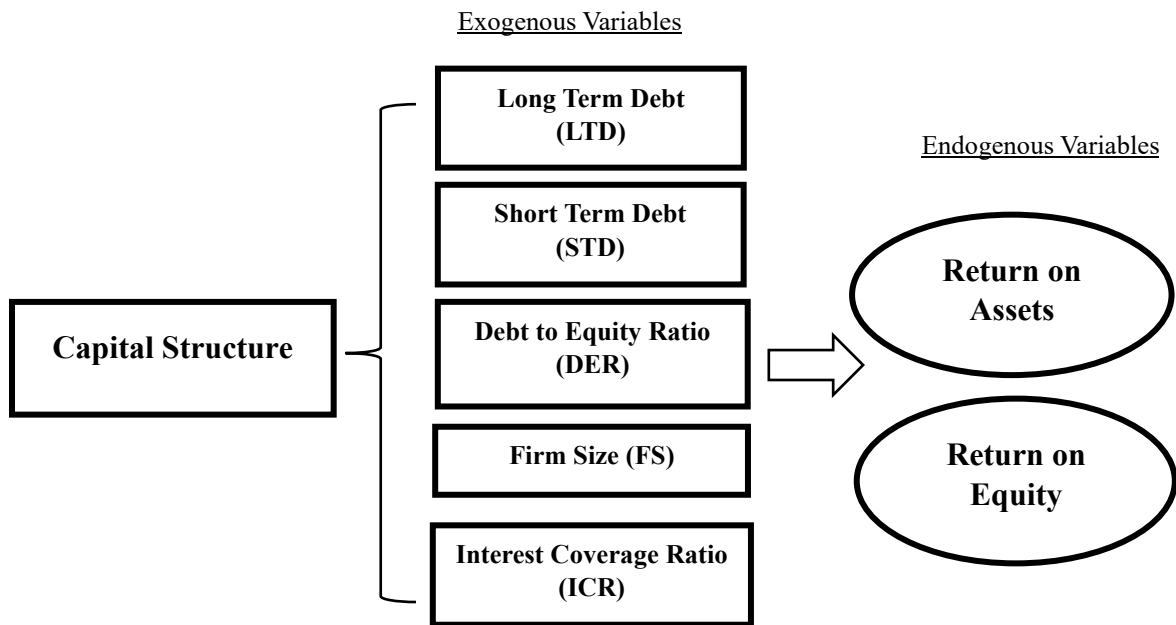 Exogenous Variables
Long Term Debt
(LTD)
Short Term Debt
(STD)
Debt to Equity Ratio
(DER)
Firm Size (FS)
Interest Coverage Ratio
(ICR)
Capital Structure
Endogenous Variables
Return on
Assets
Return on
Equity